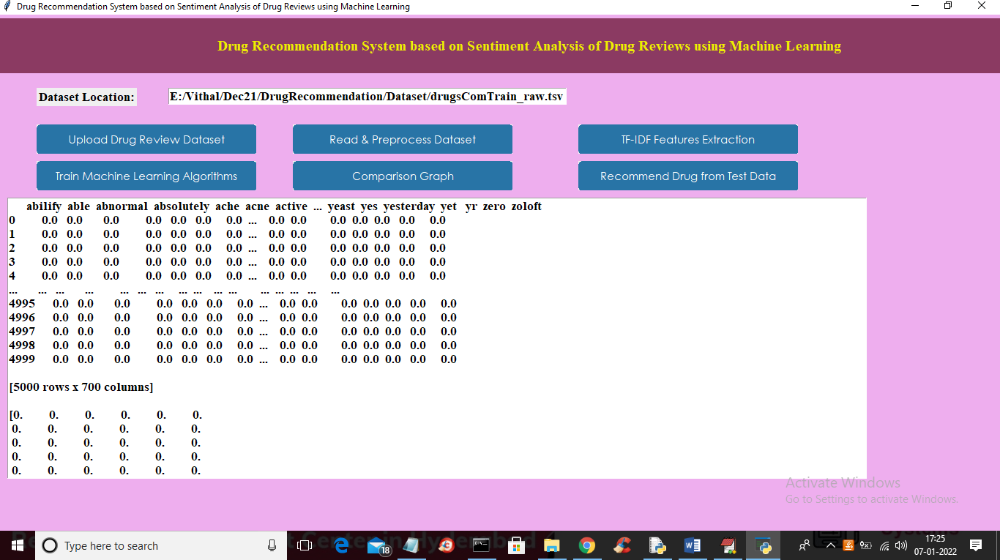 Drug Recommendation System based on Sentiment Analysis of Drug Reviews using Machine Learning
Drug Recommendation System based on Sentiment Analysis of Drug Reviews using Machine Learning
Dataset Location: E:/Vithal/Dec21/DrugRecommendation/Dataset/drugsComTrain_raw.tsv
Upload Drug Review Dataset Read & Preprocess Dataset TF-IDF Features Extraction
Train Machine Learning Algorithms Comparison Graph Recommend Drug from Test Data
abilify able abnormal absolutely ache acne active ... yeast yes yesterday yet yr zero zoloft
0 0.0 0.0 0.0 0.0 0.0 0.0 0.0 ... 0.0 0.0 0.0 0.0 0.0 0.0 0.0
1 0.0 0.0 0.0 0.0 0.0 0.0 0.0 ... 0.0 0.0 0.0 0.0 0.0 0.0 0.0
2 0.0 0.0 0.0 0.0 0.0 0.0 0.0 ... 0.0 0.0 0.0 0.0 0.0 0.0 0.0
3 0.0 0.0 0.0 0.0 0.0 0.0 0.0 ... 0.0 0.0 0.0 0.0 0.0 0.0 0.0
4 0.0 0.0 0.0 0.0 0.0 0.0 0.0 ... 0.0 0.0 0.0 0.0 0.0 0.0 0.0
... ... ... ... ... ... ... ... ... ... ... ... ... ... ... ...
4995 0.0 0.0 0.0 0.0 0.0 0.0 0.0 ... 0.0 0.0 0.0 0.0 0.0 0.0 0.0
4996 0.0 0.0 0.0 0.0 0.0 0.0 0.0 ... 0.0 0.0 0.0 0.0 0.0 0.0 0.0
4997 0.0 0.0 0.0 0.0 0.0 0.0 0.0 ... 0.0 0.0 0.0 0.0 0.0 0.0 0.0
4998 0.0 0.0 0.0 0.0 0.0 0.0 0.0 ... 0.0 0.0 0.0 0.0 0.0 0.0 0.0
4999 0.0 0.0 0.0 0.0 0.0 0.0 0.0 ... 0.0 0.0 0.0 0.0 0.0 0.0 0.0
[5000 rows x 700 columns]
[0. 0. 0. 0. 0. 0.
0. 0. 0. 0. 0. 0.
0. 0. 0. 0. 0. 0.
0. 0. 0. 0. 0. 0.
0. 0. 0. 0. 0. 0.
Activate Windows
Go to Settings to activate Windows.
Type here to search
18
17:25
07-01-2022